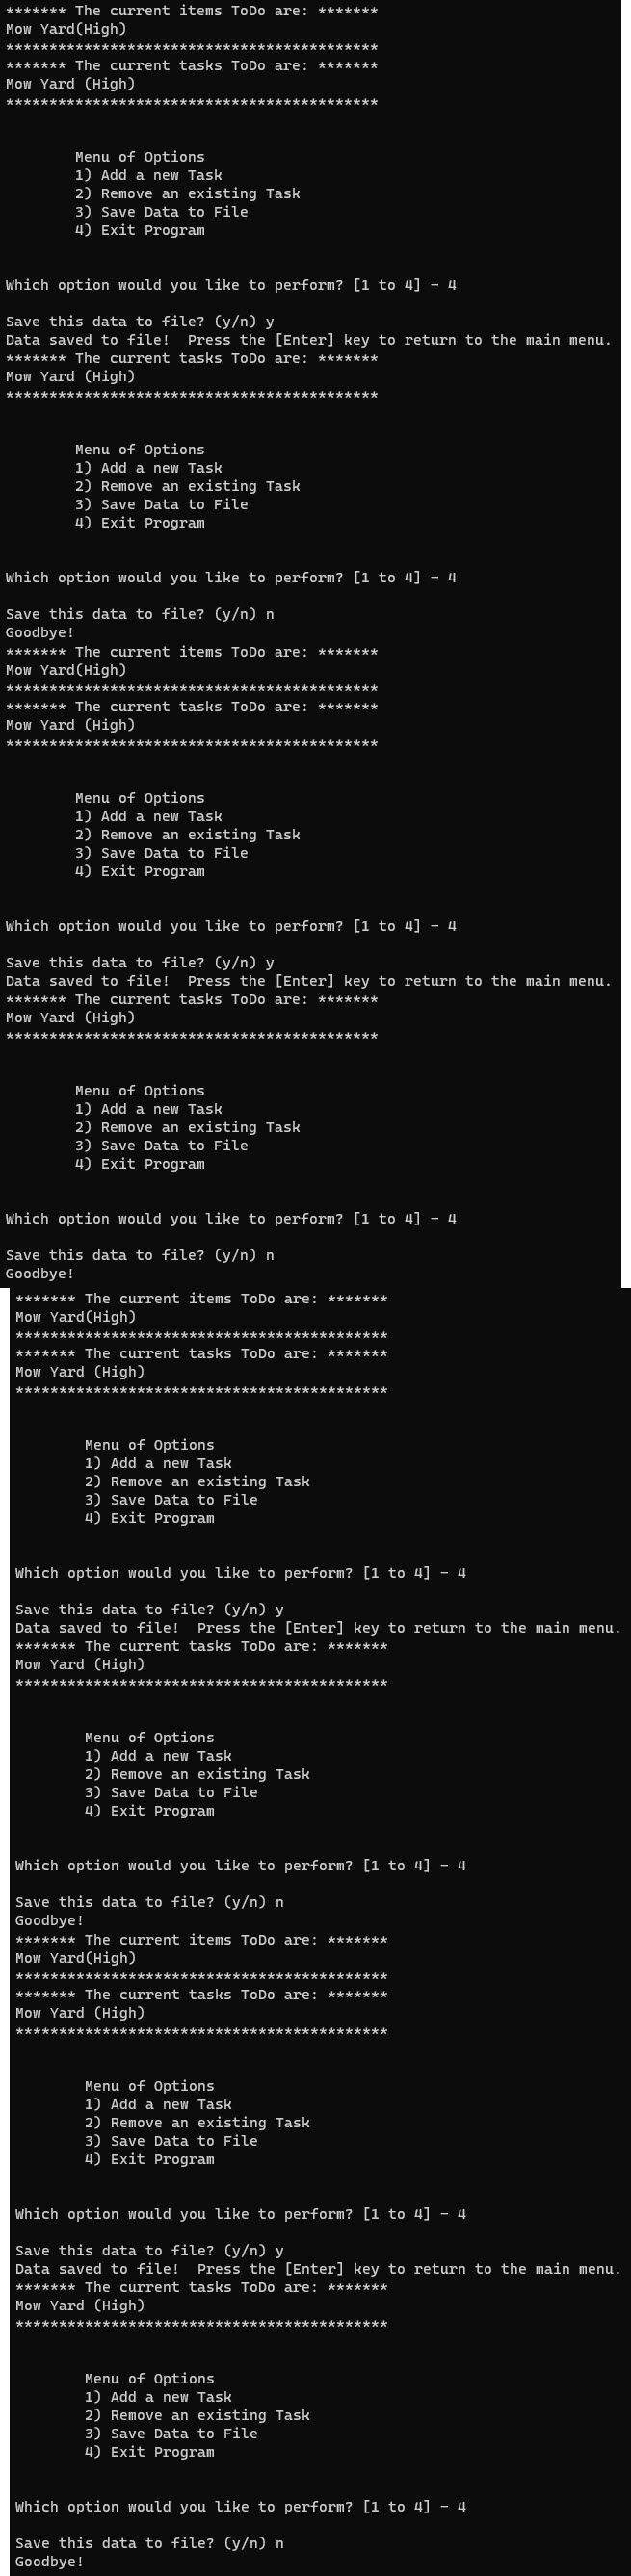 ******* The current items ToDo are: *******
Mow Yard(High)
*******************************************
******* The current tasks ToDo are: *******
Mow Yard (High)
*******************************************
Menu of Options
1) Add a new Task
2) Remove an existing Task
3) Save Data to File
4) Exit Program
Which option would you like to perform? [1 to 4] - 4
Save this data to file? (y/n) y
Data saved to file!  Press the [Enter] key to return to the main menu.
******* The current tasks ToDo are: *******
Mow Yard (High)
*******************************************
Menu of Options
1) Add a new Task
2) Remove an existing Task
3) Save Data to File
4) Exit Program
Which option would you like to perform? [1 to 4] - 4
Save this data to file? (y/n) n
Goodbye!
******* The current items ToDo are: *******
Mow Yard(High)
*******************************************
******* The current tasks ToDo are: *******
Mow Yard (High)
*******************************************
Menu of Options
1) Add a new Task
2) Remove an existing Task
3) Save Data to File
4) Exit Program
Which option would you like to perform? [1 to 4] - 4
Save this data to file? (y/n) y
Data saved to file!  Press the [Enter] key to return to the main menu.
******* The current tasks ToDo are: *******
Mow Yard (High)
*******************************************
Menu of Options
1) Add a new Task
2) Remove an existing Task
3) Save Data to File
4) Exit Program
Which option would you like to perform? [1 to 4] - 4
Save this data to file? (y/n) n
Goodbye!
******* The current items ToDo are: *******
Mow Yard(High)
*******************************************
******* The current tasks ToDo are: *******
Mow Yard (High)
*******************************************
Menu of Options
1) Add a new Task
2) Remove an existing Task
3) Save Data to File
4) Exit Program
Which option would you like to perform? [1 to 4] - 4
Save this data to file? (y/n) y
Data saved to file!  Press the [Enter] key to return to the main menu.
******* The current tasks ToDo are: *******
Mow Yard (High)
*******************************************
Menu of Options
1) Add a new Task
2) Remove an existing Task
3) Save Data to File
4) Exit Program
Which option would you like to perform? [1 to 4] - 4
Save this data to file? (y/n) n
Goodbye!
******* The current items ToDo are: *******
Mow Yard(High)
*******************************************
******* The current tasks ToDo are: *******
Mow Yard (High)
*******************************************
Menu of Options
1) Add a new Task
2) Remove an existing Task
3) Save Data to File
4) Exit Program
Which option would you like to perform? [1 to 4] - 4
Save this data to file? (y/n) y
Data saved to file!  Press the [Enter] key to return to the main menu.
******* The current tasks ToDo are: *******
Mow Yard (High)
*******************************************
Menu of Options
1) Add a new Task
2) Remove an existing Task
3) Save Data to File
4) Exit Program
Which option would you like to perform? [1 to 4] - 4
Save this data to file? (y/n) n
Goodbye!